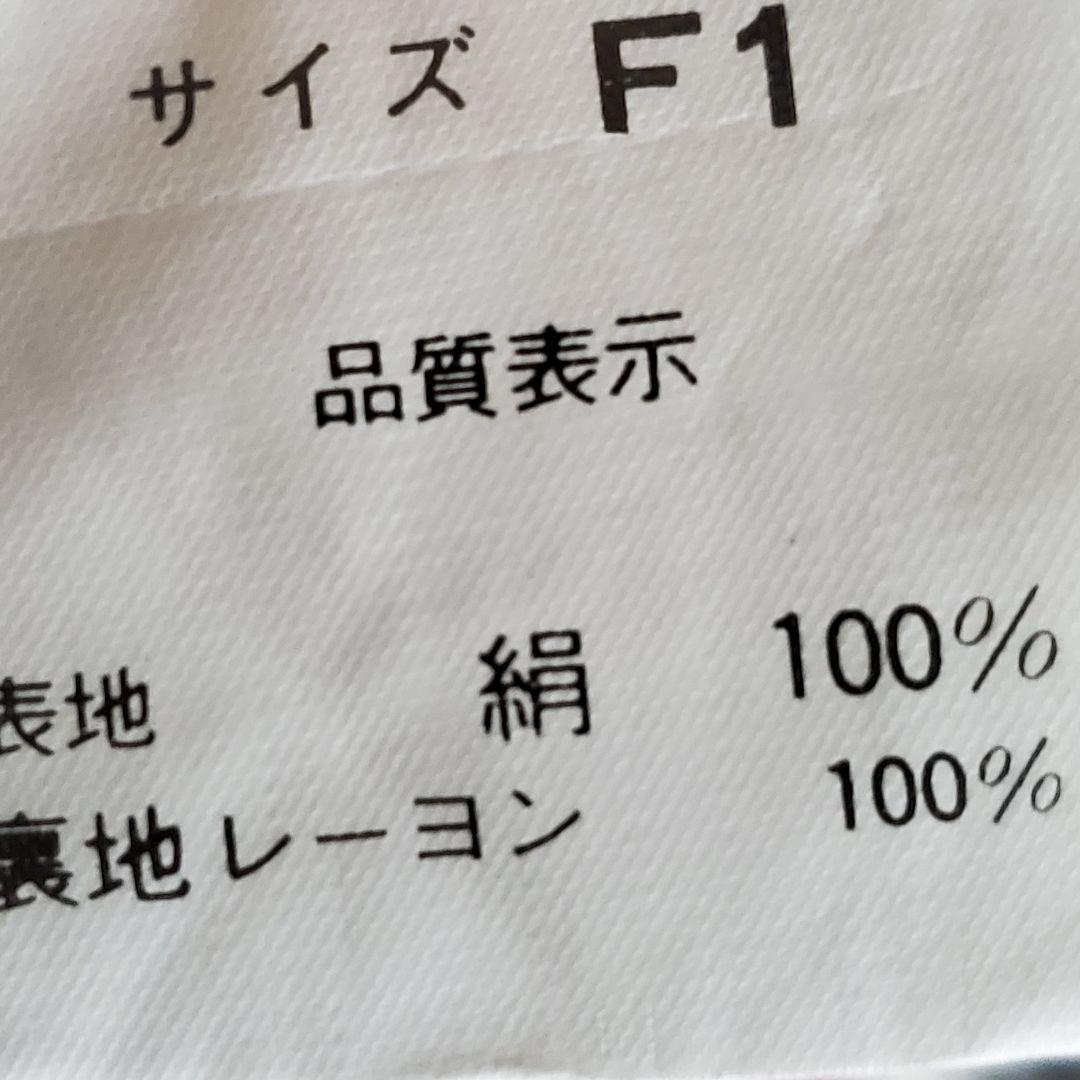 サイズ F1
品質表示
表地 絹 100%
裏地レーヨン 100%